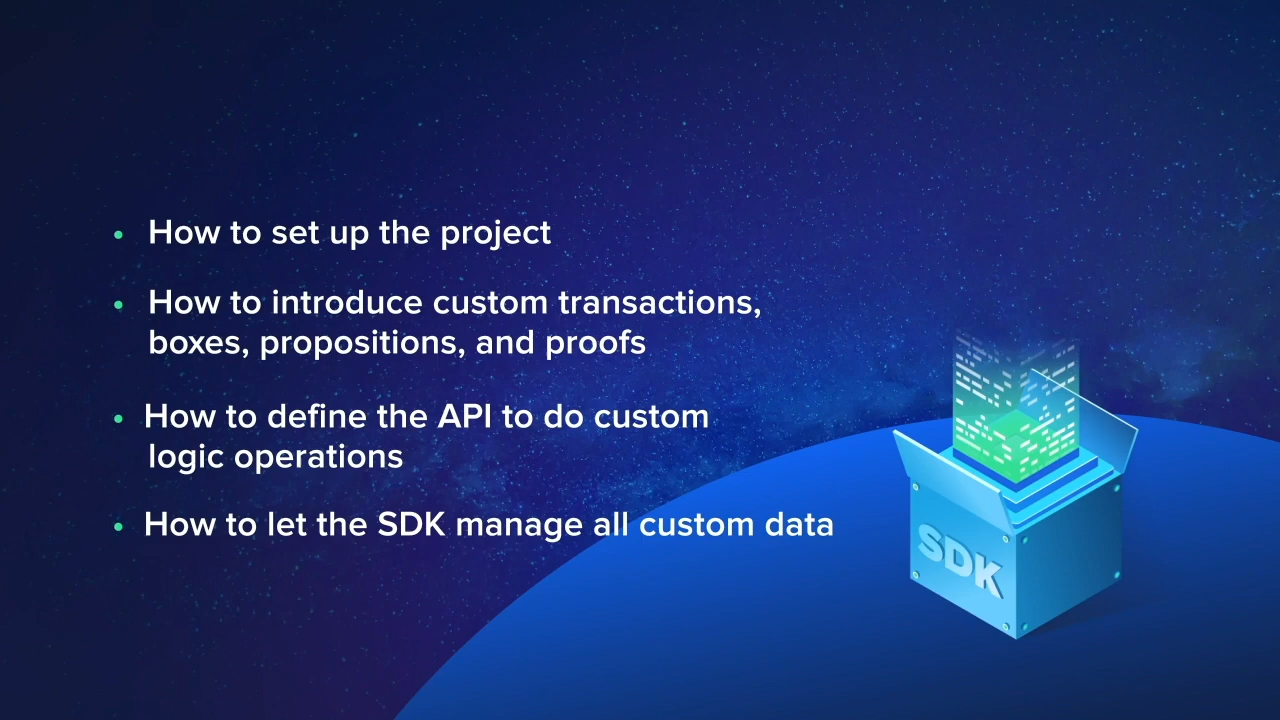 • How to set up the project
• How to introduce custom transactions,
boxes, propositions, and proofs
• How to define the API to do custom
logic operations
• How to let the SDK manage all custom data
SDK